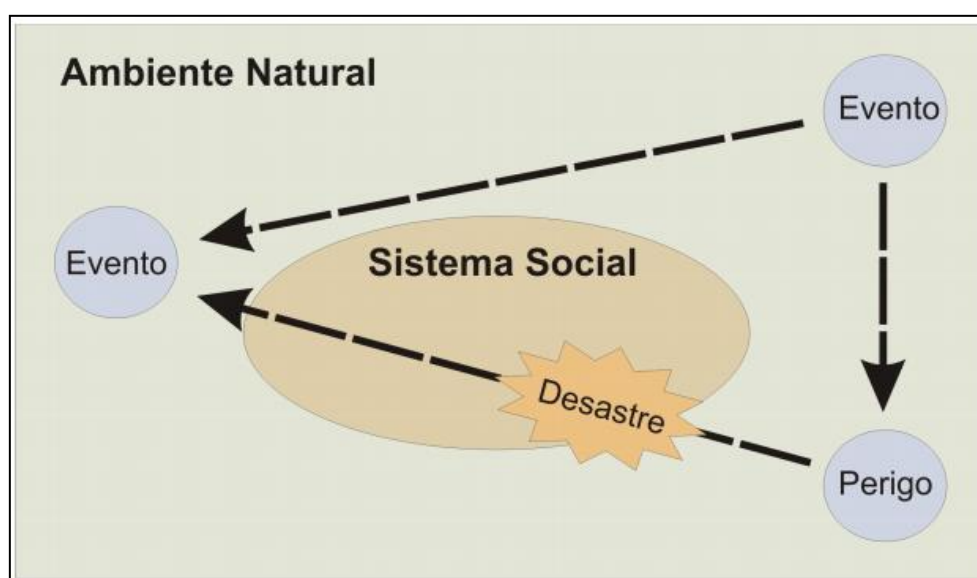 Ambiente Natural
Evento
Evento
Sistema Social
Desastre
Perigo